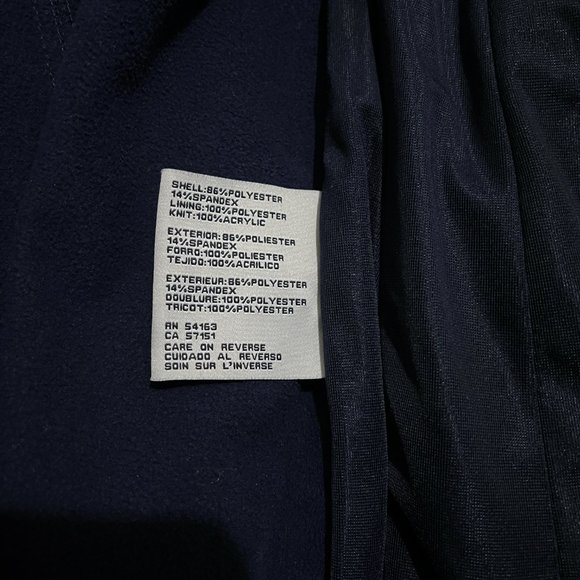 SHELL:86%POLYESTER
14%SPANDEX
LINING:100%POLYESTER
KNIT:100%ACRYLIC
EXTERIOR:86%POLIESTER
14%SPANDEX
FORRO:100%POLIESTER
TEJIDO:100%ACRILICO
EXTERIEUR:86%POLYESTER
14%SPANDEX
DOUBLURE:100%POLYESTER
TRICOT:100%POLYESTER
RN 54163
CA 57151
CARE ON REVERSE
CUIDADO AL REVERSO
SOIN SUR L'INVERSE